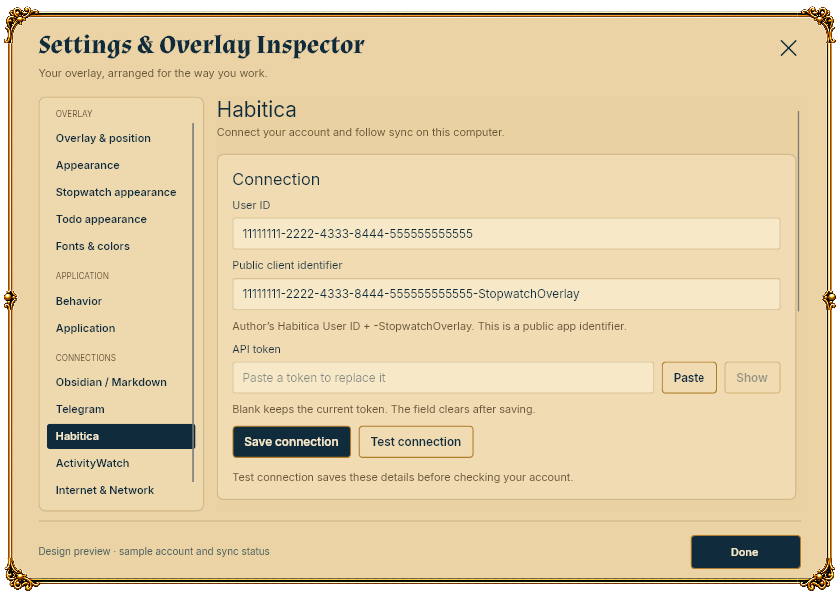 Settings & Overlay Inspector
Your overlay, arranged for the way you work.
OVERLAY
Overlay & position
Appearance
Stopwatch appearance
Todo appearance
Fonts & colors
APPLICATION
Behavior
Application
CONNECTIONS
Obsidian / Markdown
Telegram
Habitica
ActivityWatch
Internet & Network
Habitica
Connect your account and follow sync on this computer.
Connection
User ID
11111111-2222-4333-8444-555555555555
Public client identifier
11111111-2222-4333-8444-555555555555-StopwatchOverlay
Author's Habitica User ID + -StopwatchOverlay. This is a public app identifier.
API token
Paste a token to replace it
Paste
Show
Blank keeps the current token. The field clears after saving.
Save connection
Test connection
Test connection saves these details before checking your account.
Design preview · sample account and sync status
Done